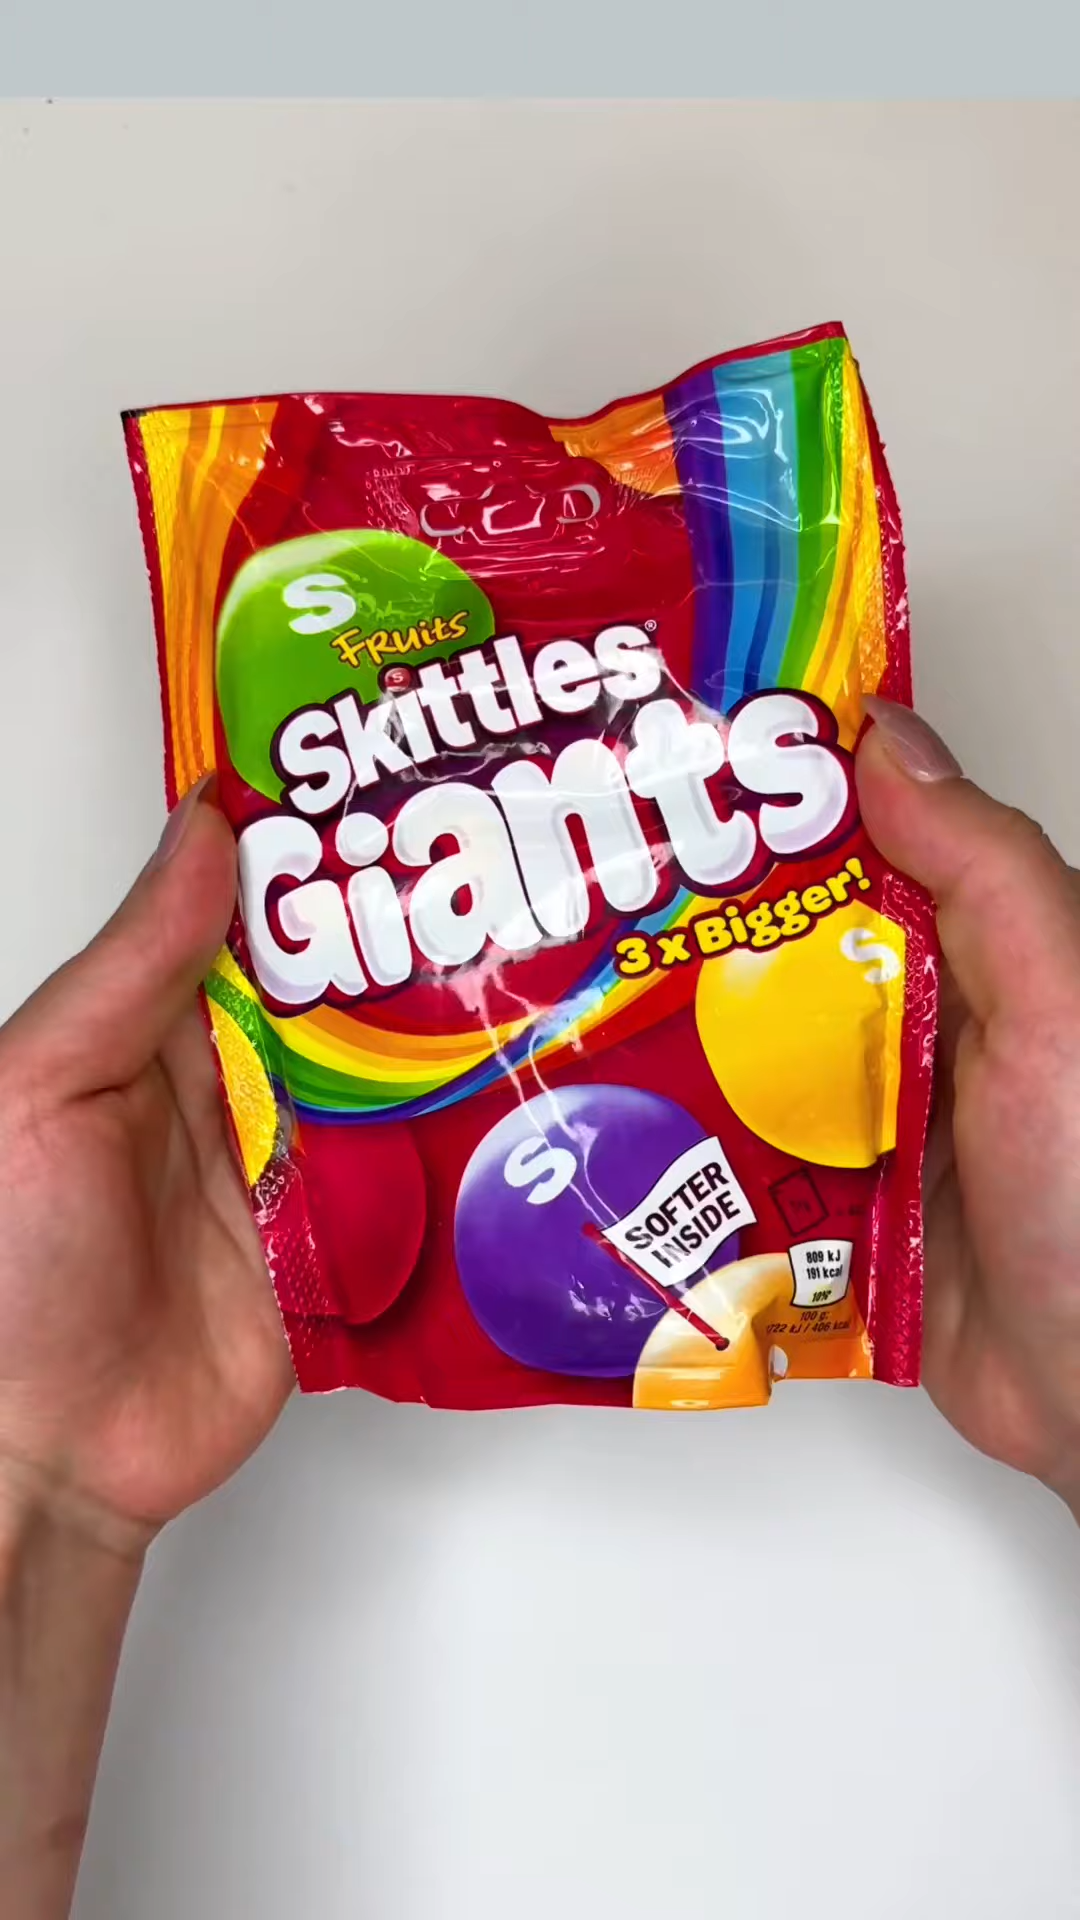 S
Fruits
Skittles®
Giants
3 x Bigger!
S
S
SOFTER
INSIDE
809 kJ
191 kcal
10%
100 g:
1722 kJ / 406 kcal